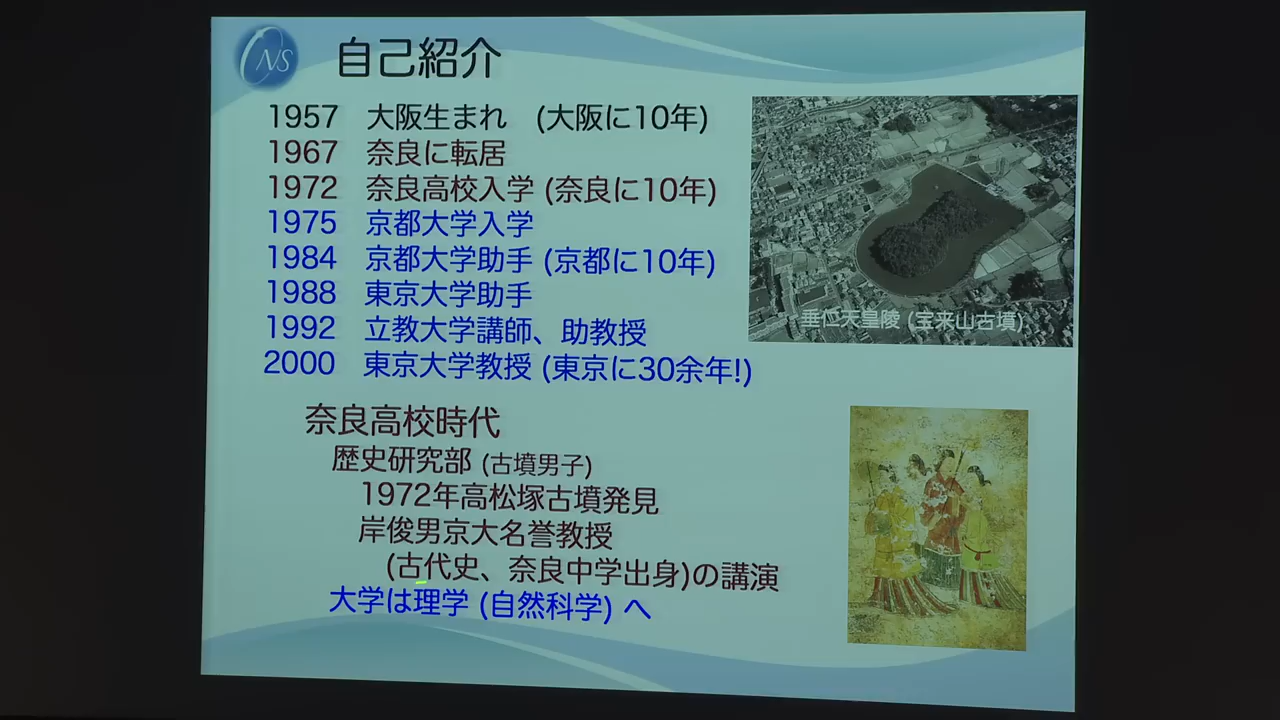 CNS
自己紹介
1957 大阪生まれ (大阪に10年)
1967 奈良に転居
1972 奈良高校入学 (奈良に10年)
1975 京都大学入学
1984 京都大学助手 (京都に10年)
1988 東京大学助手
1992 立教大学講師、助教授
2000 東京大学教授 (東京に30余年!)
垂仁天皇陵 (宝来山古墳)
奈良高校時代
歴史研究部 (古墳男子)
1972年高松塚古墳発見
岸俊男京大名誉教授
(古代史、奈良中学出身)の講演
大学は理学 (自然科学) へ